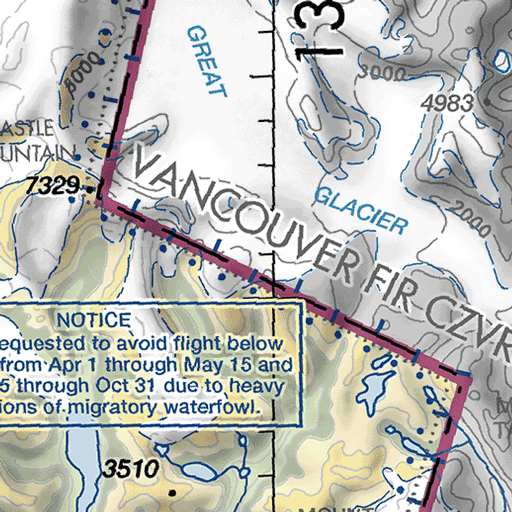 13
GREAT
3000
3000
4983
ASTLE
UNTAIN
7329
GLACIER
2000
VANCOUVER FIR CZVR
NOTICE
equested to avoid flight below
from Apr 1 through May 15 and
5 through Oct 31 due to heavy
ions of migratory waterfowl.
3510
MOUNT